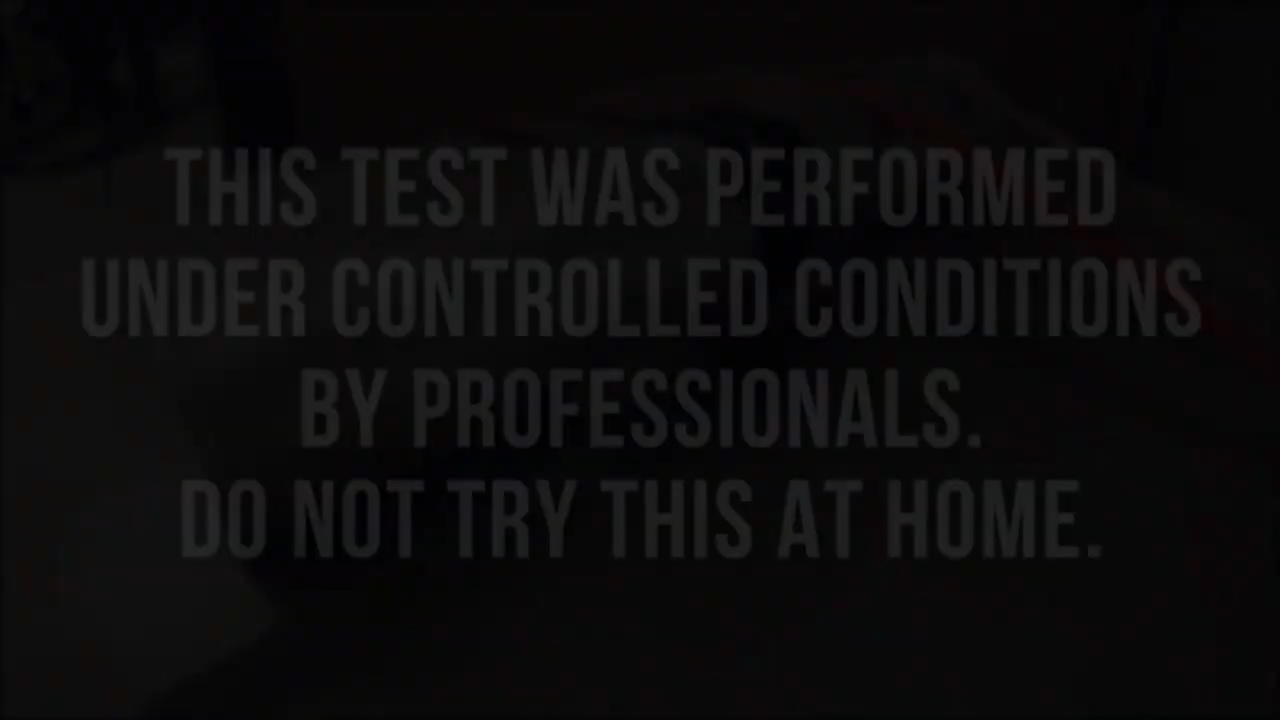 THIS TEST WAS PERFORMED
UNDER CONTROLLED CONDITIONS
BY PROFESSIONALS.
DO NOT TRY THIS AT HOME.